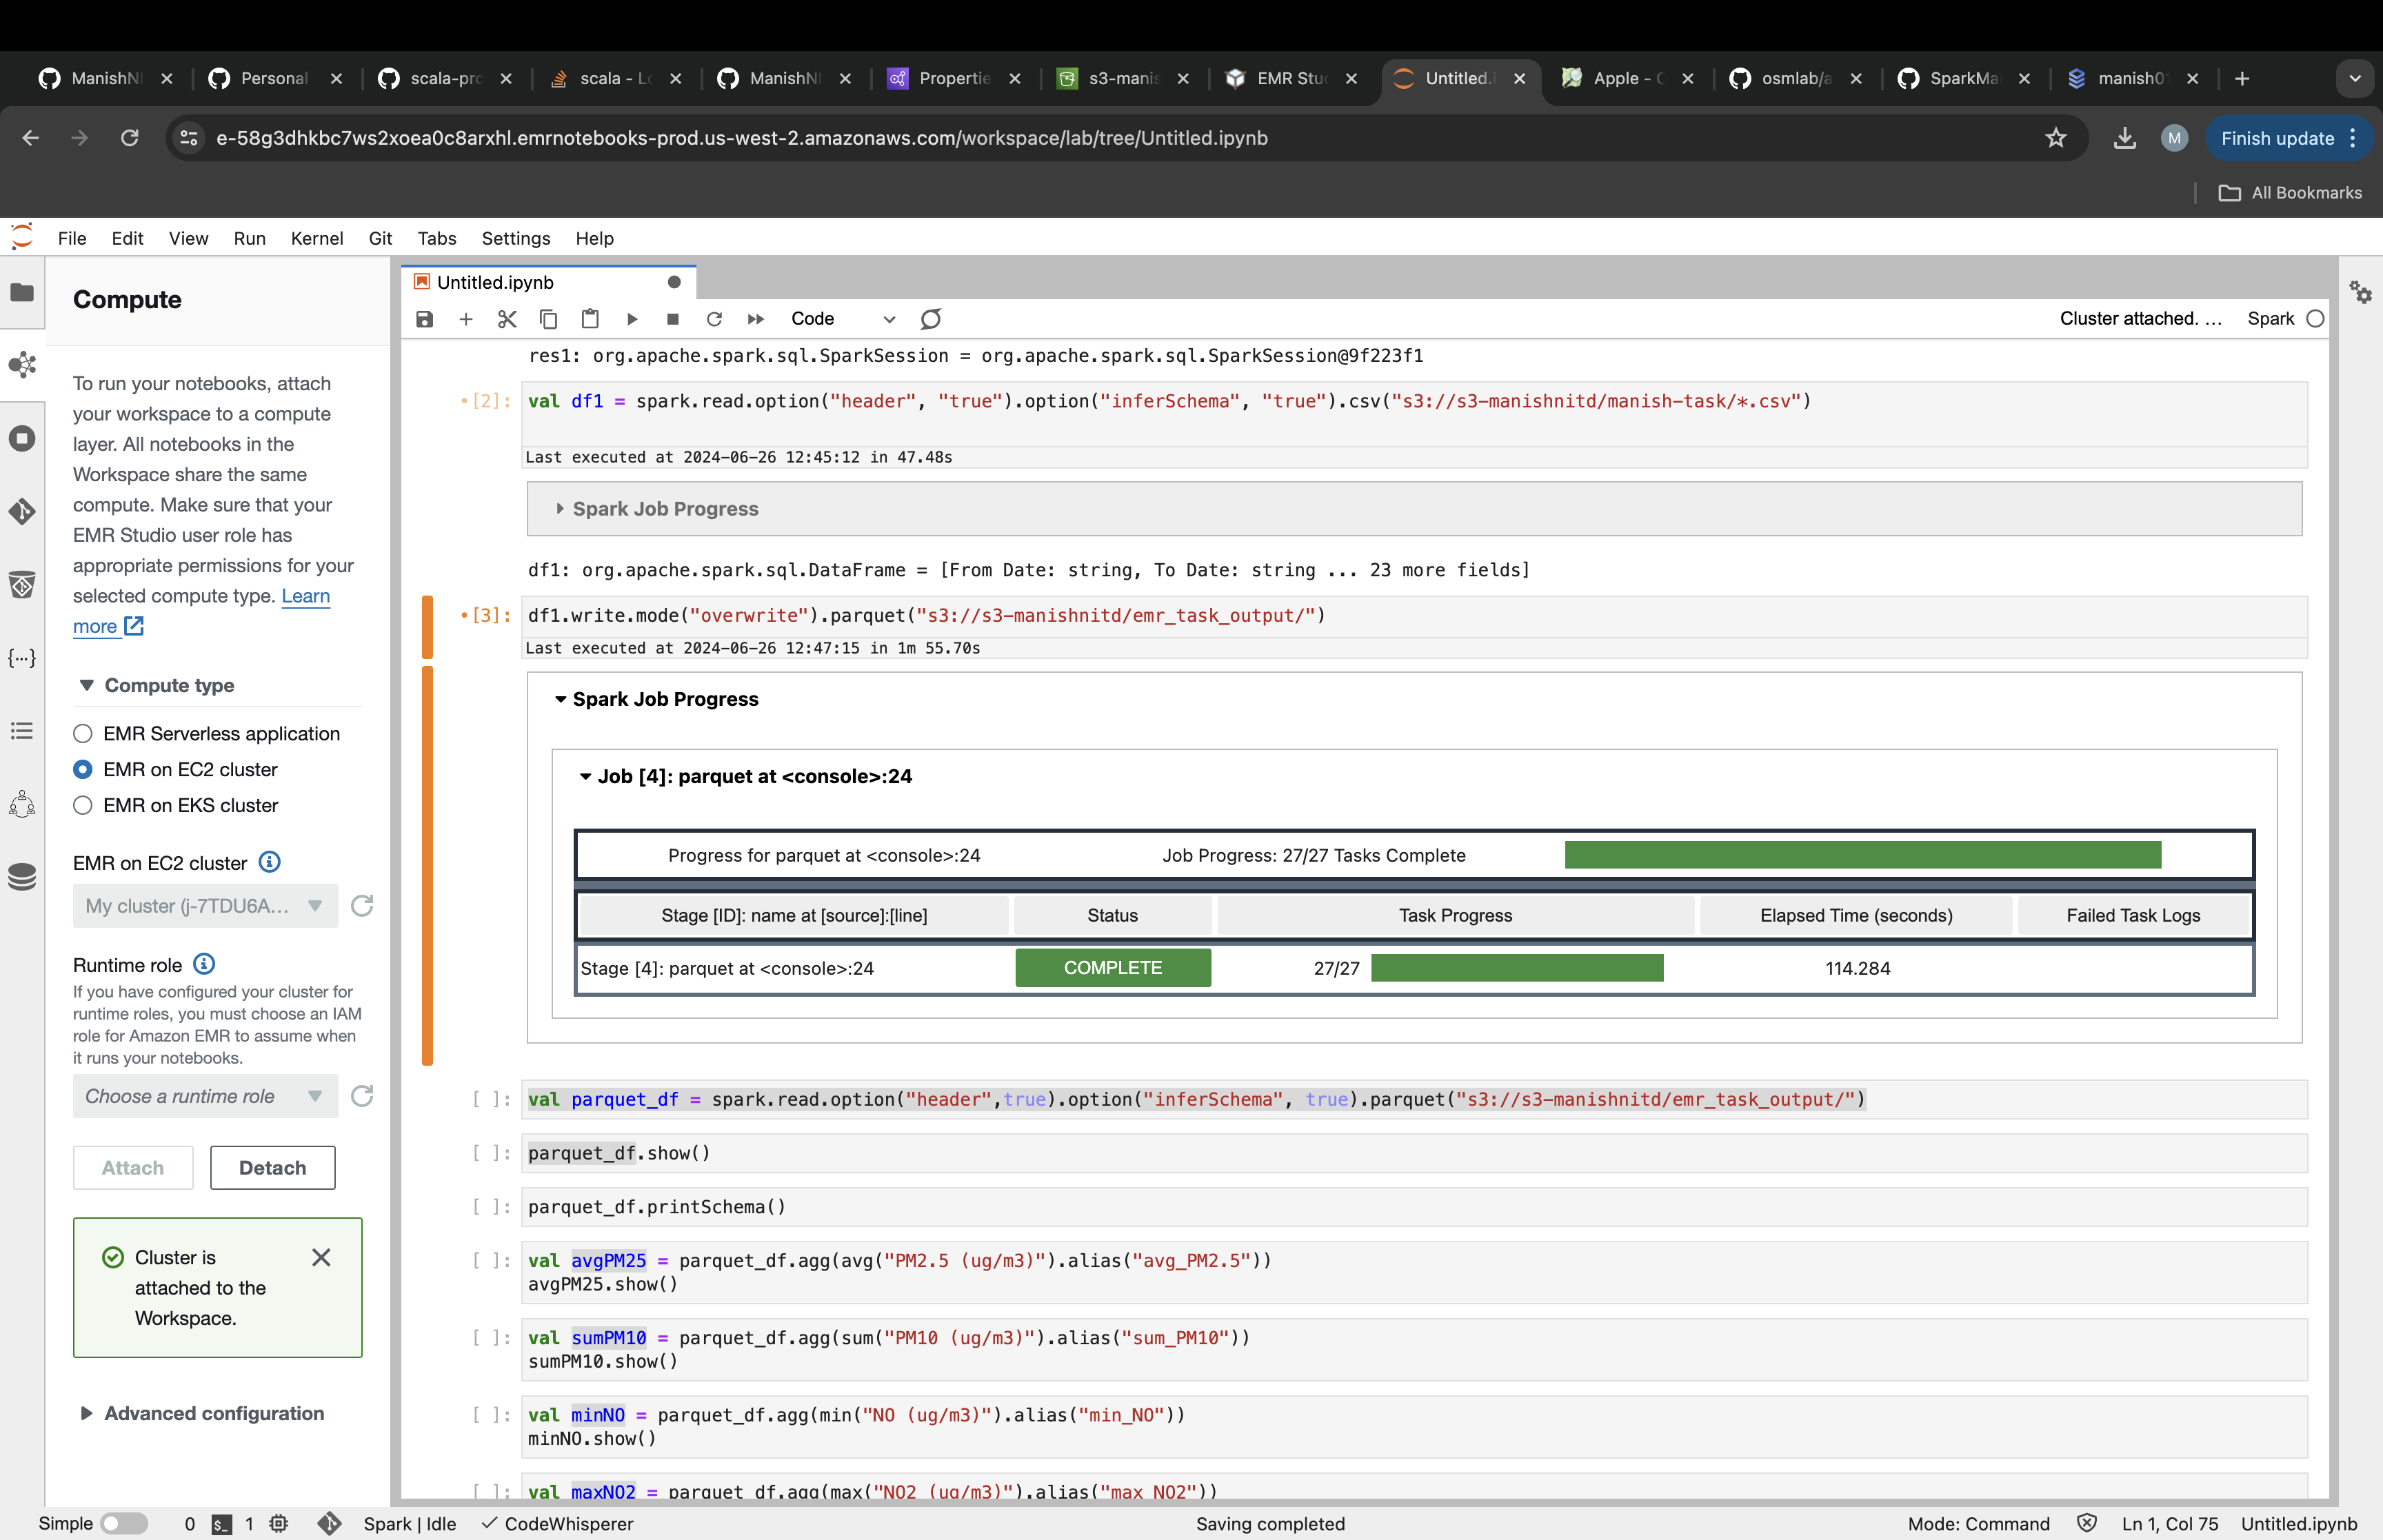 ManishNI
Personal
scala-pro
scala - Lo
ManishNI
Propertie
s3-manis
EMR Stud
Untitled.i
Apple - C
osmlab/a
SparkMa
manish01
e-58g3dhkbc7ws2xoea0c8arxhl.emrnotebooks-prod.us-west-2.amazonaws.com/workspace/lab/tree/Untitled.ipynb
M
Finish update
All Bookmarks
File Edit View Run Kernel Git Tabs Settings Help
Compute
To run your notebooks, attach
your workspace to a compute
layer. All notebooks in the
Workspace share the same
compute. Make sure that your
EMR Studio user role has
appropriate permissions for your
selected compute type. Learn
more
Compute type
EMR Serverless application
EMR on EC2 cluster
EMR on EKS cluster
EMR on EC2 cluster
My cluster (j-7TDU6A...
Runtime role
If you have configured your cluster for
runtime roles, you must choose an IAM
role for Amazon EMR to assume when
it runs your notebooks.
Choose a runtime role
Attach Detach
Cluster is
attached to the
Workspace.
Advanced configuration
Untitled.ipynb
Code
Cluster attached. ... Spark
res1: org.apache.spark.sql.SparkSession = org.apache.spark.sql.SparkSession@9f223f1
[2]: val df1 = spark.read.option("header", "true").option("inferSchema", "true").csv("s3://s3-manishnitd/manish-task/*.csv")
Last executed at 2024-06-26 12:45:12 in 47.48s
Spark Job Progress
df1: org.apache.spark.sql.DataFrame = [From Date: string, To Date: string ... 23 more fields]
[3]: df1.write.mode("overwrite").parquet("s3://s3-manishnitd/emr_task_output/")
Last executed at 2024-06-26 12:47:15 in 1m 55.70s
Spark Job Progress
Job [4]: parquet at <console>:24
Progress for parquet at <console>:24 Job Progress: 27/27 Tasks Complete
Stage [ID]: name at [source]:[line] Status Task Progress Elapsed Time (seconds) Failed Task Logs
Stage [4]: parquet at <console>:24 COMPLETE 27/27 114.284
[ ]: val parquet_df = spark.read.option("header",true).option("inferSchema", true).parquet("s3://s3-manishnitd/emr_task_output/")
[ ]: parquet_df.show()
[ ]: parquet_df.printSchema()
[ ]: val avgPM25 = parquet_df.agg(avg("PM2.5 (ug/m3)").alias("avg_PM2.5"))
avgPM25.show()
[ ]: val sumPM10 = parquet_df.agg(sum("PM10 (ug/m3)").alias("sum_PM10"))
sumPM10.show()
[ ]: val minNO = parquet_df.agg(min("NO (ug/m3)").alias("min_NO"))
minNO.show()
[ ]: val maxNO2 = parquet_df.agg(max("NO2 (ug/m3)").alias("max_NO2"))
Simple 0 $_ 1 Spark | Idle CodeWhisperer Saving completed Mode: Command Ln 1, Col 75 Untitled.ipynb